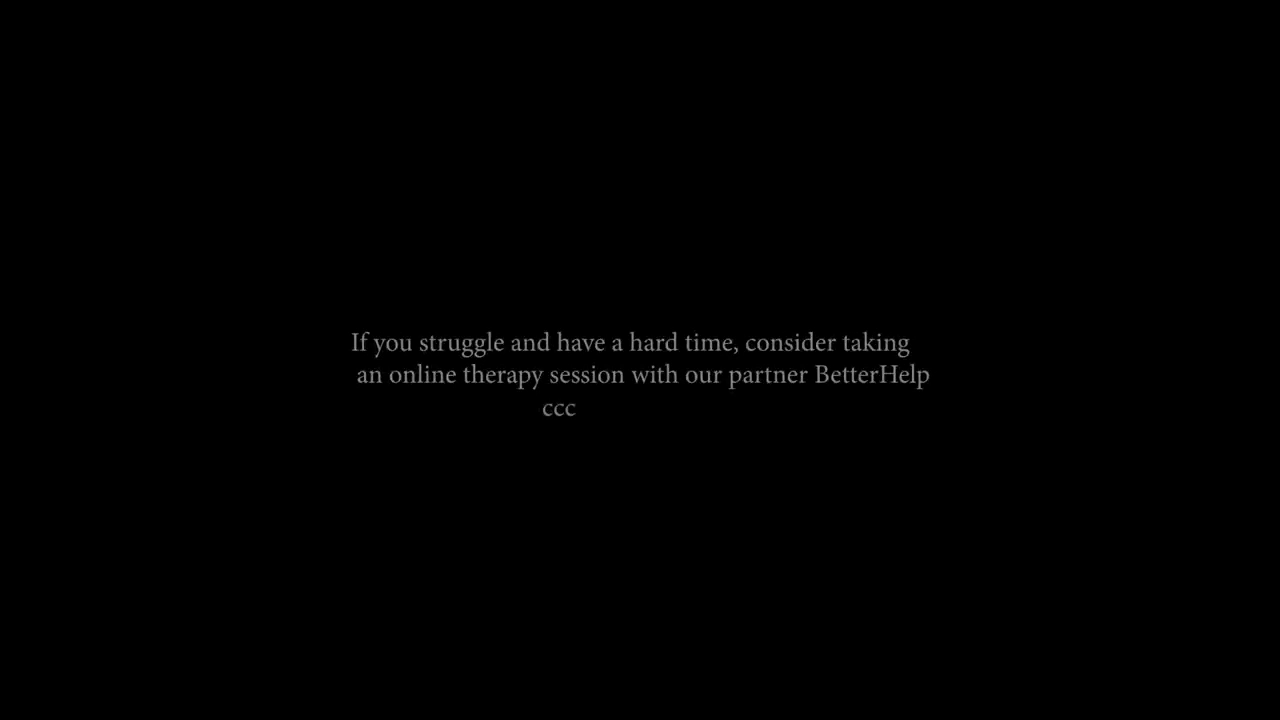 If you struggle and have a hard time, consider taking
an online therapy session with our partner BetterHelp
ccc